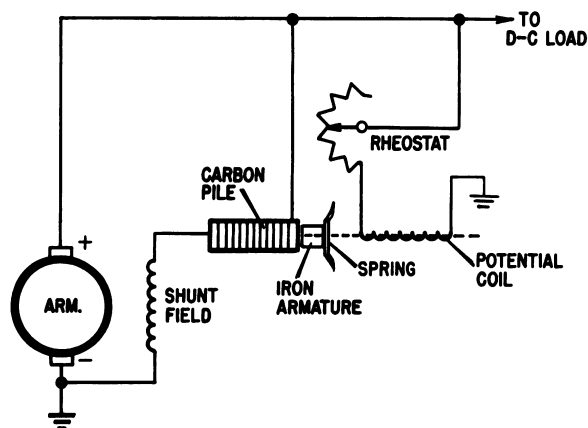 TO
D-C LOAD
RHEOSTAT
CARBON
PILE
+
SHUNT
FIELD
IRON
ARMATURE
SPRING
POTENTIAL
COIL
ARM.
−